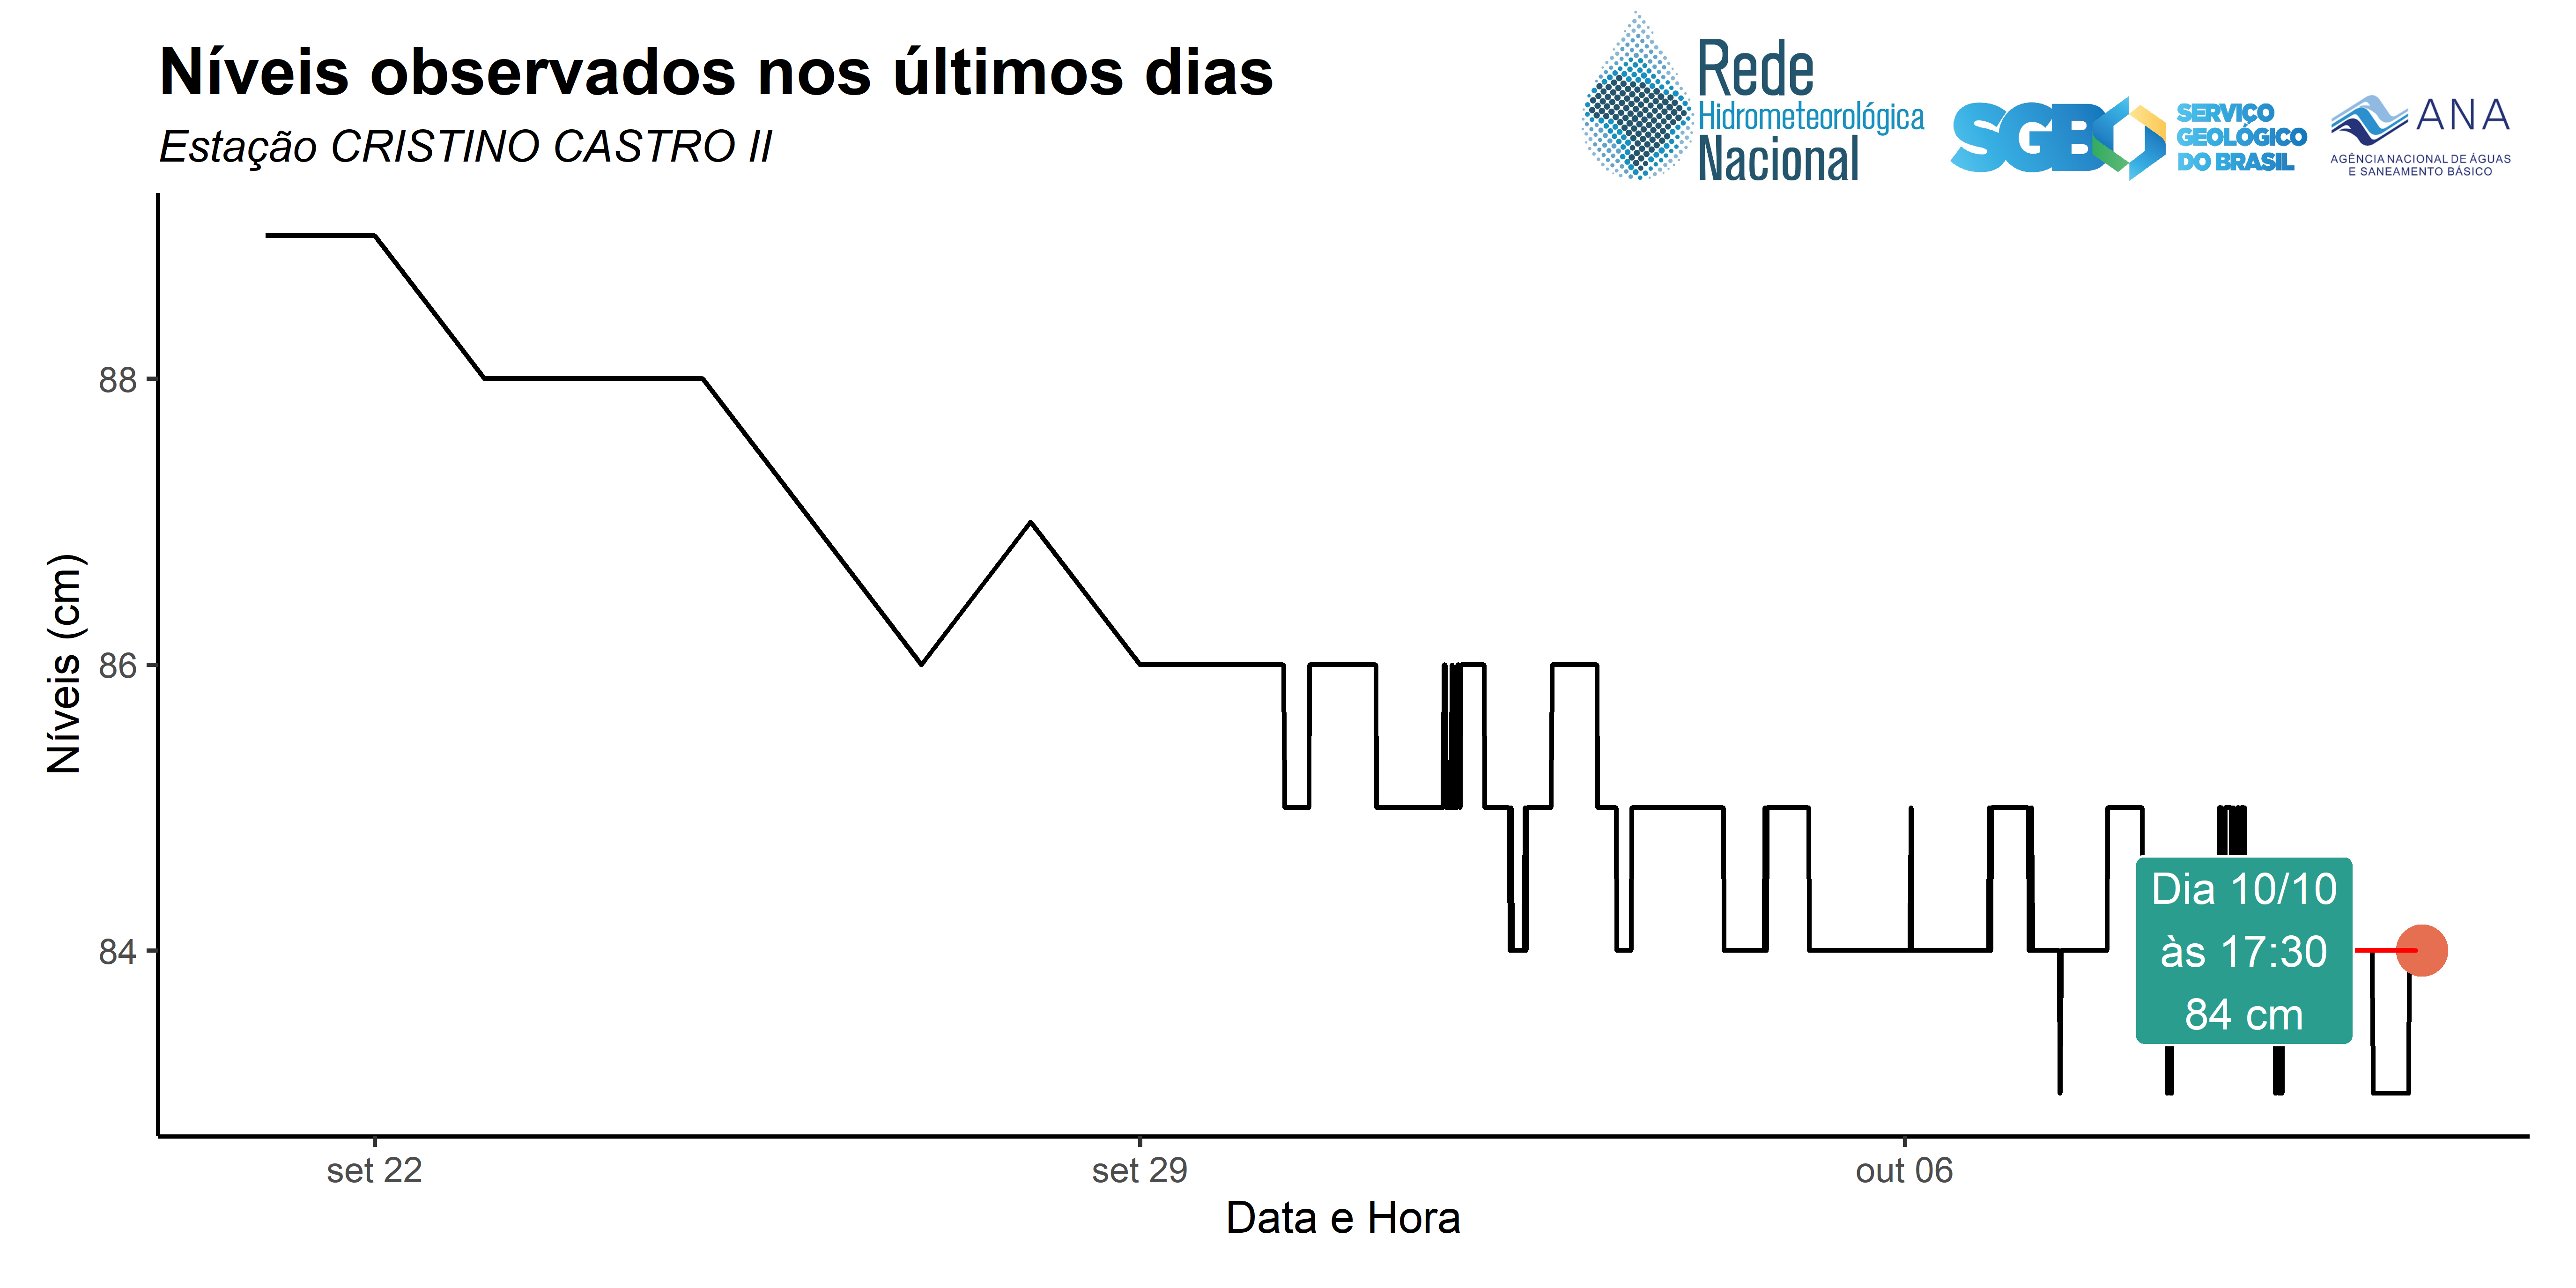 Níveis observados nos últimos dias
Estação CRISTINO CASTRO II
Rede
Hidrometeorológica
Nacional
SGB
SERVIÇO
GEOLÓGICO
DO BRASIL
ANA
AGÊNCIA NACIONAL DE ÁGUAS
E SANEAMENTO BÁSICO
Níveis (cm)
88
86
84
Dia 10/10
às 17:30
84 cm
set 22
set 29
out 06
Data e Hora